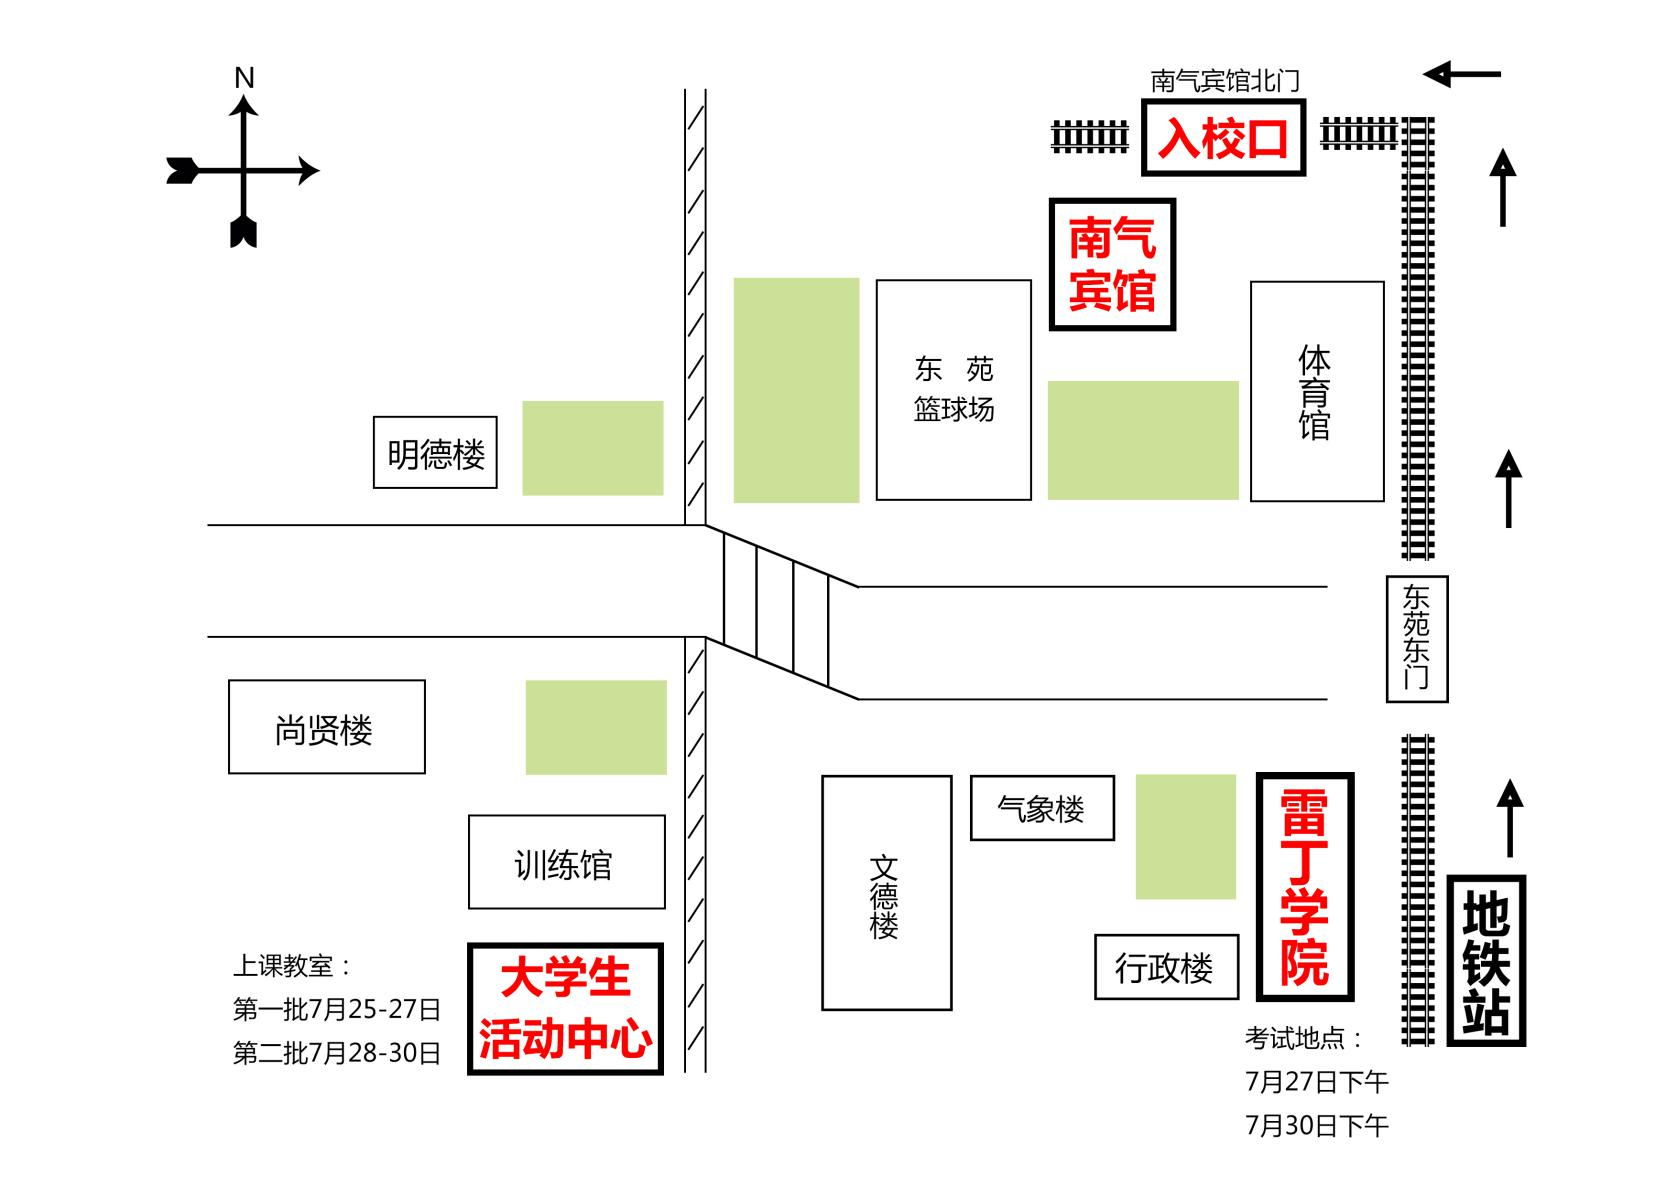 N
南气宾馆北门
入校口
南气
宾馆
东 苑
篮球场
体育馆
明德楼
东苑东门
尚贤楼
训练馆
文德楼
气象楼
雷丁学院
行政楼
地铁站
上课教室：
第一批7月25-27日
第二批7月28-30日
大学生
活动中心
考试地点：
7月27日下午
7月30日下午